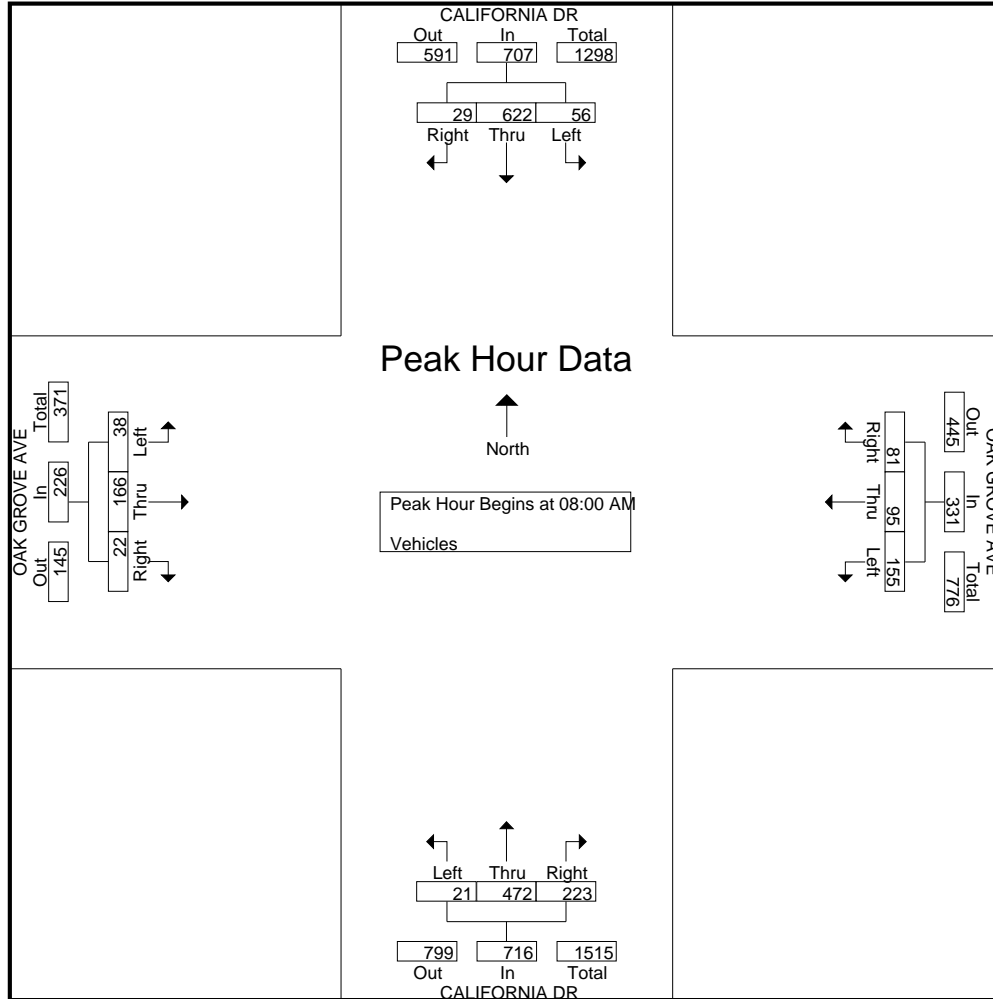 CALIFORNIA DR
Out In Total
591 707 1298
29 622 56
Right Thru Left
Peak Hour Data
North
Peak Hour Begins at 08:00 AM
Vehicles
OAK GROVE AVE
Out In Total
145 226 371
22 166 38
Right Thru Left
OAK GROVE AVE
Out In Total
445 331 776
81 95 155
Right Thru Left
Left Thru Right
21 472 223
799 716 1515
Out In Total
CALIFORNIA DR